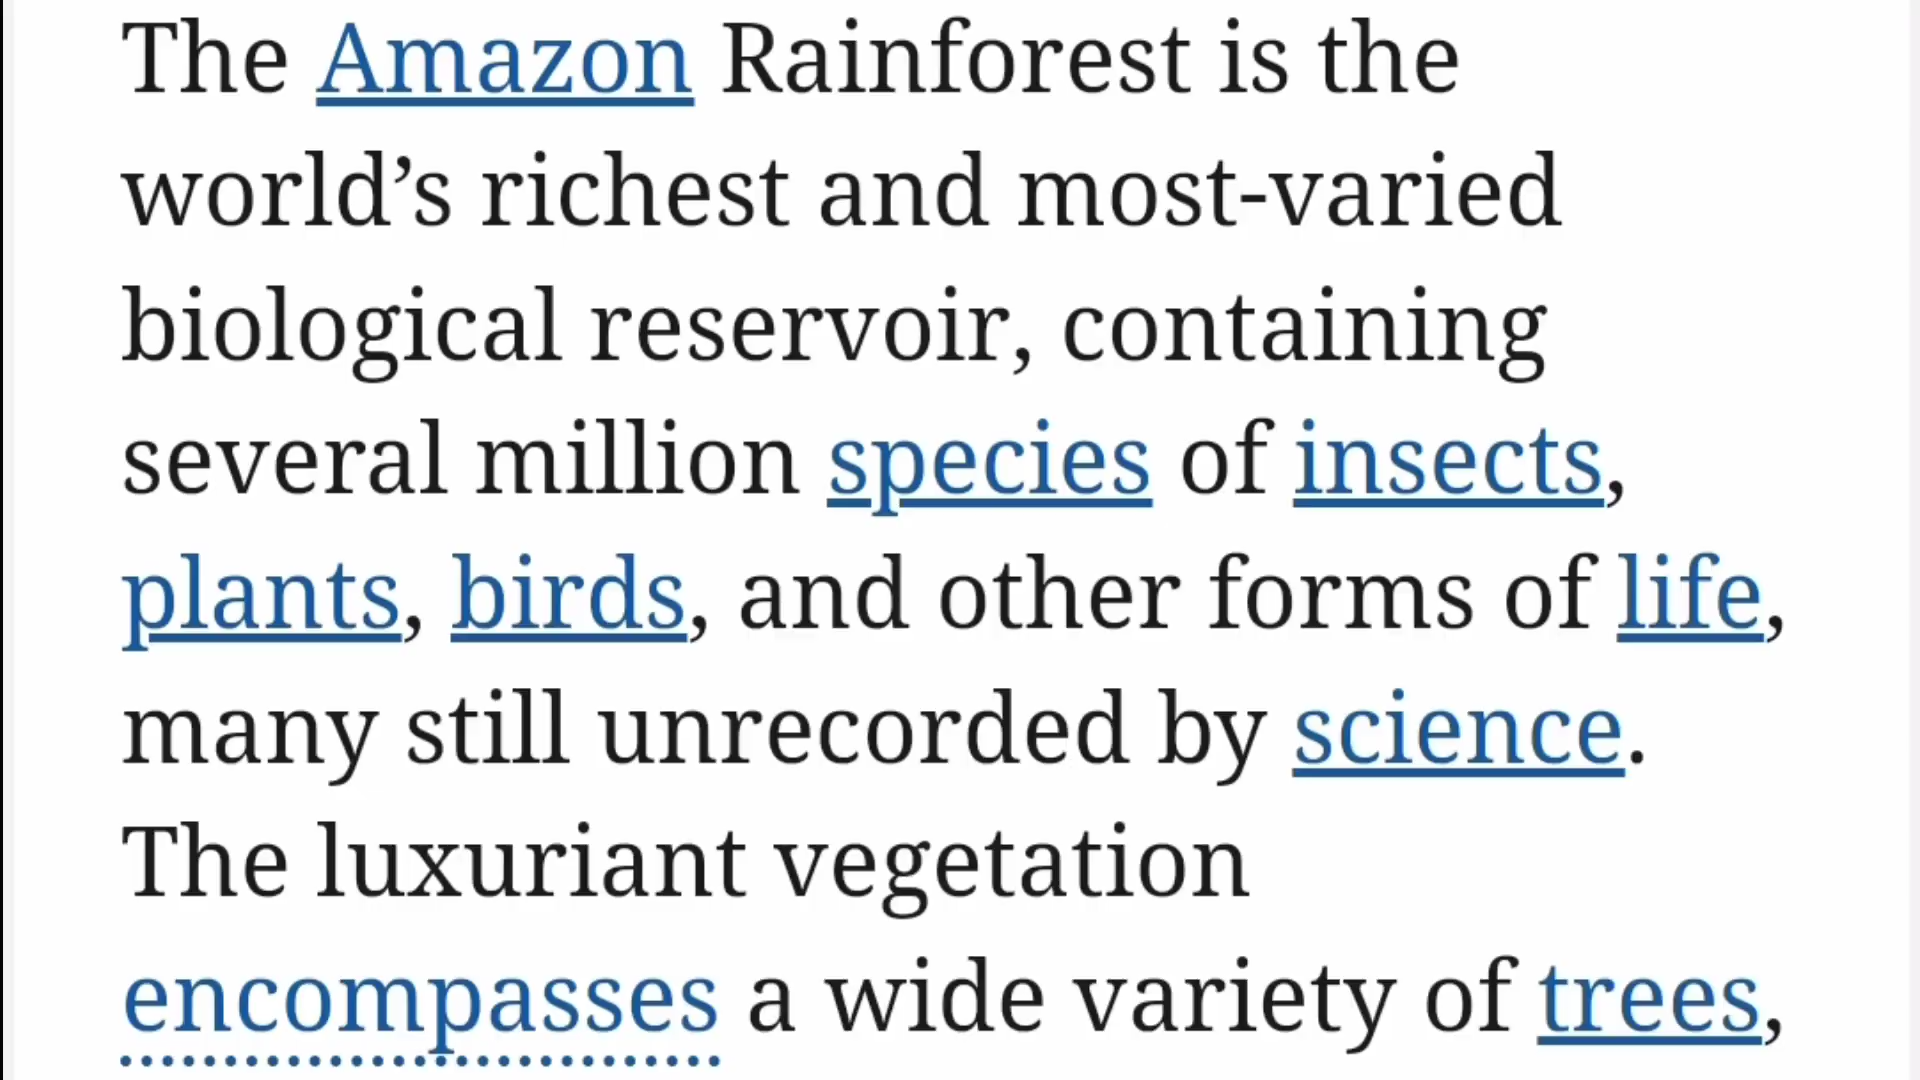 The Amazon Rainforest is the
world’s richest and most-varied
biological reservoir, containing
several million species of insects,
plants, birds, and other forms of life,
many still unrecorded by science.
The luxuriant vegetation
encompasses a wide variety of trees,